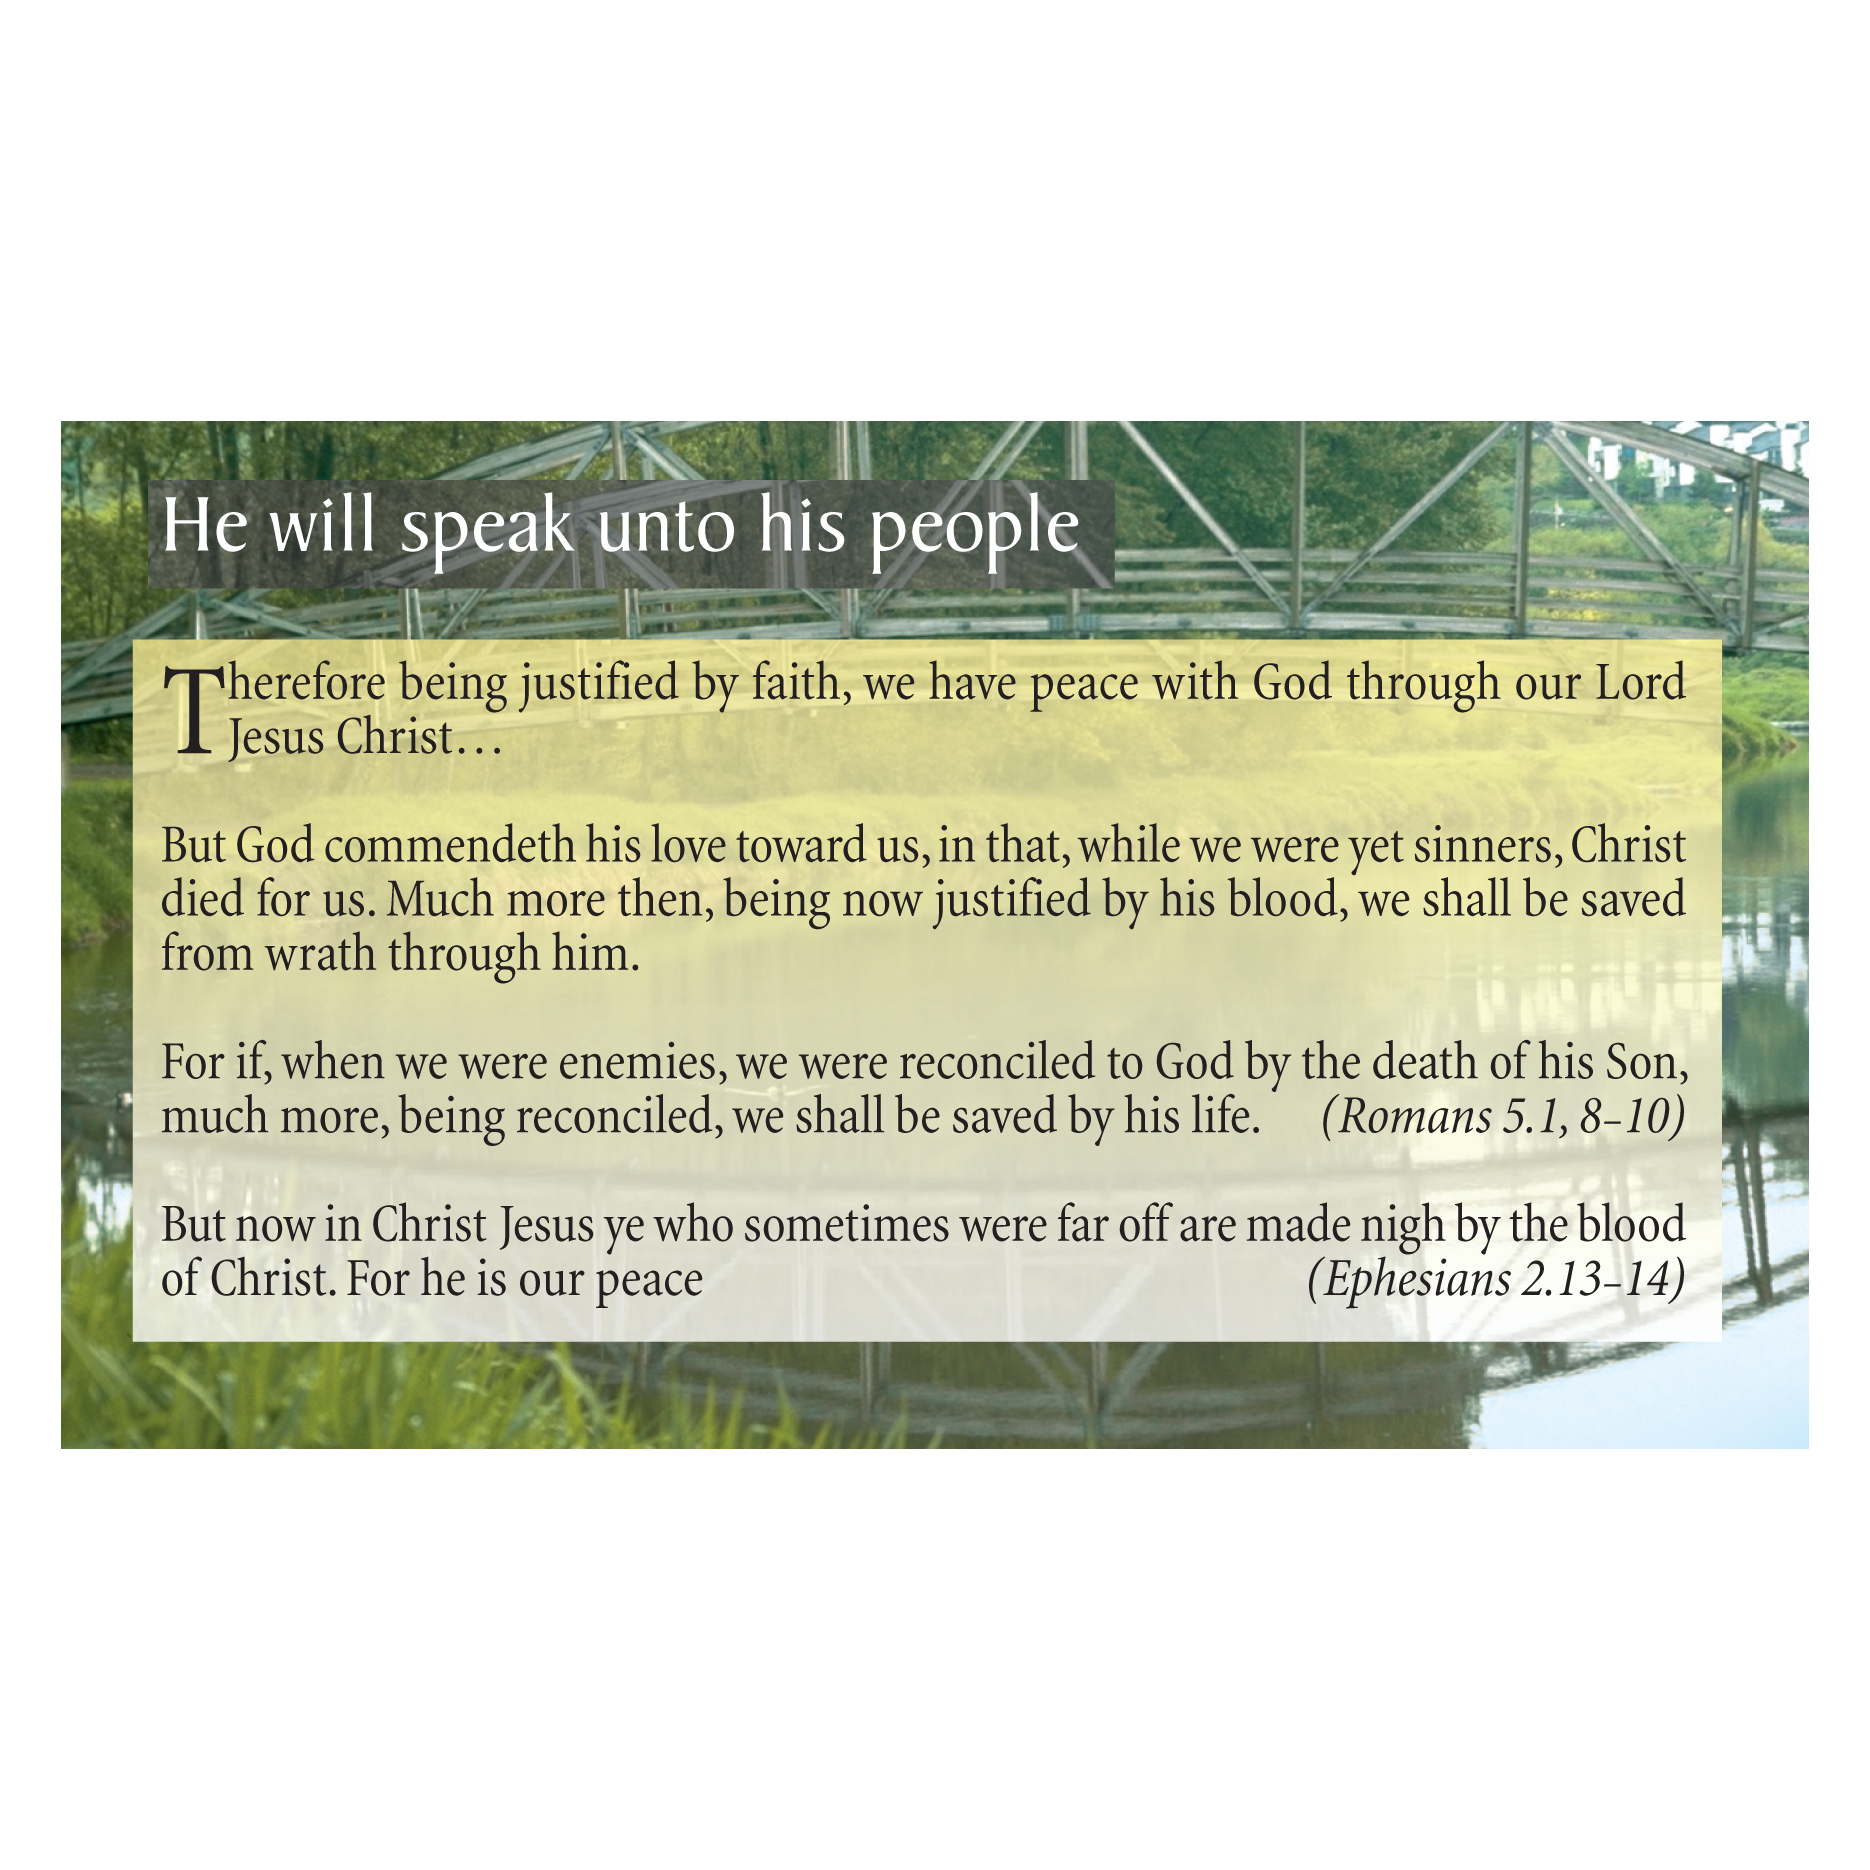 He will speak unto his people
Therefore being justified by faith, we have peace with God through our Lord
Jesus Christ…
But God commendeth his love toward us, in that, while we were yet sinners, Christ
died for us. Much more then, being now justified by his blood, we shall be saved
from wrath through him.
For if, when we were enemies, we were reconciled to God by the death of his Son,
much more, being reconciled, we shall be saved by his life. (Romans 5.1, 8–10)
But now in Christ Jesus ye who sometimes were far off are made nigh by the blood
of Christ. For he is our peace (Ephesians 2.13–14)